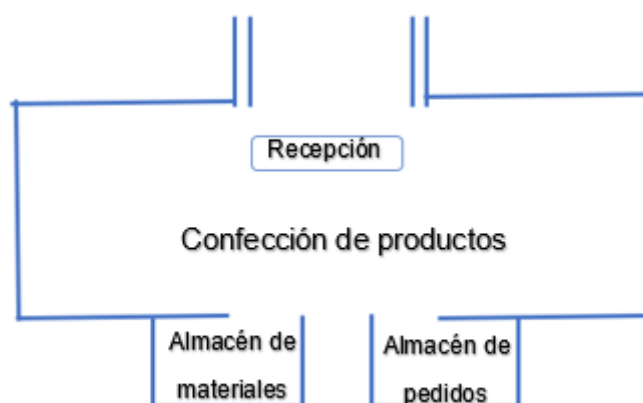 Recepción
Confección de productos
Almacén de
materiales
Almacén de
pedidos